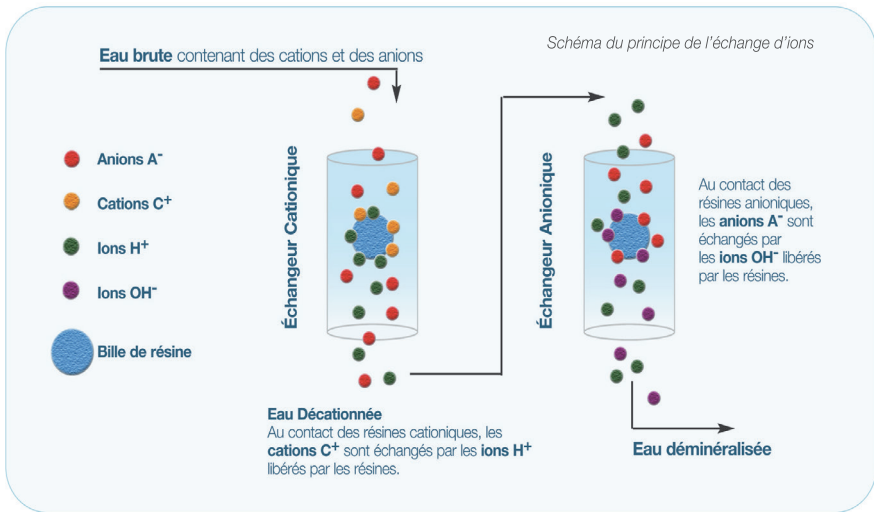 Schéma du principe de l'échange d'ions
Eau brute contenant des cations et des anions
Anions A⁻
Cations C⁺
Ions H⁺
Ions OH⁻
Bille de résine
Échangeur Cationique
Échangeur Anionique
Au contact des
résines anioniques,
les anions A⁻ sont
échangés par
les ions OH⁻ libérés
par les résines.
Eau Décationnée
Au contact des résines cationiques, les
cations C⁺ sont échangés par les ions H⁺
libérés par les résines.
Eau déminéralisée